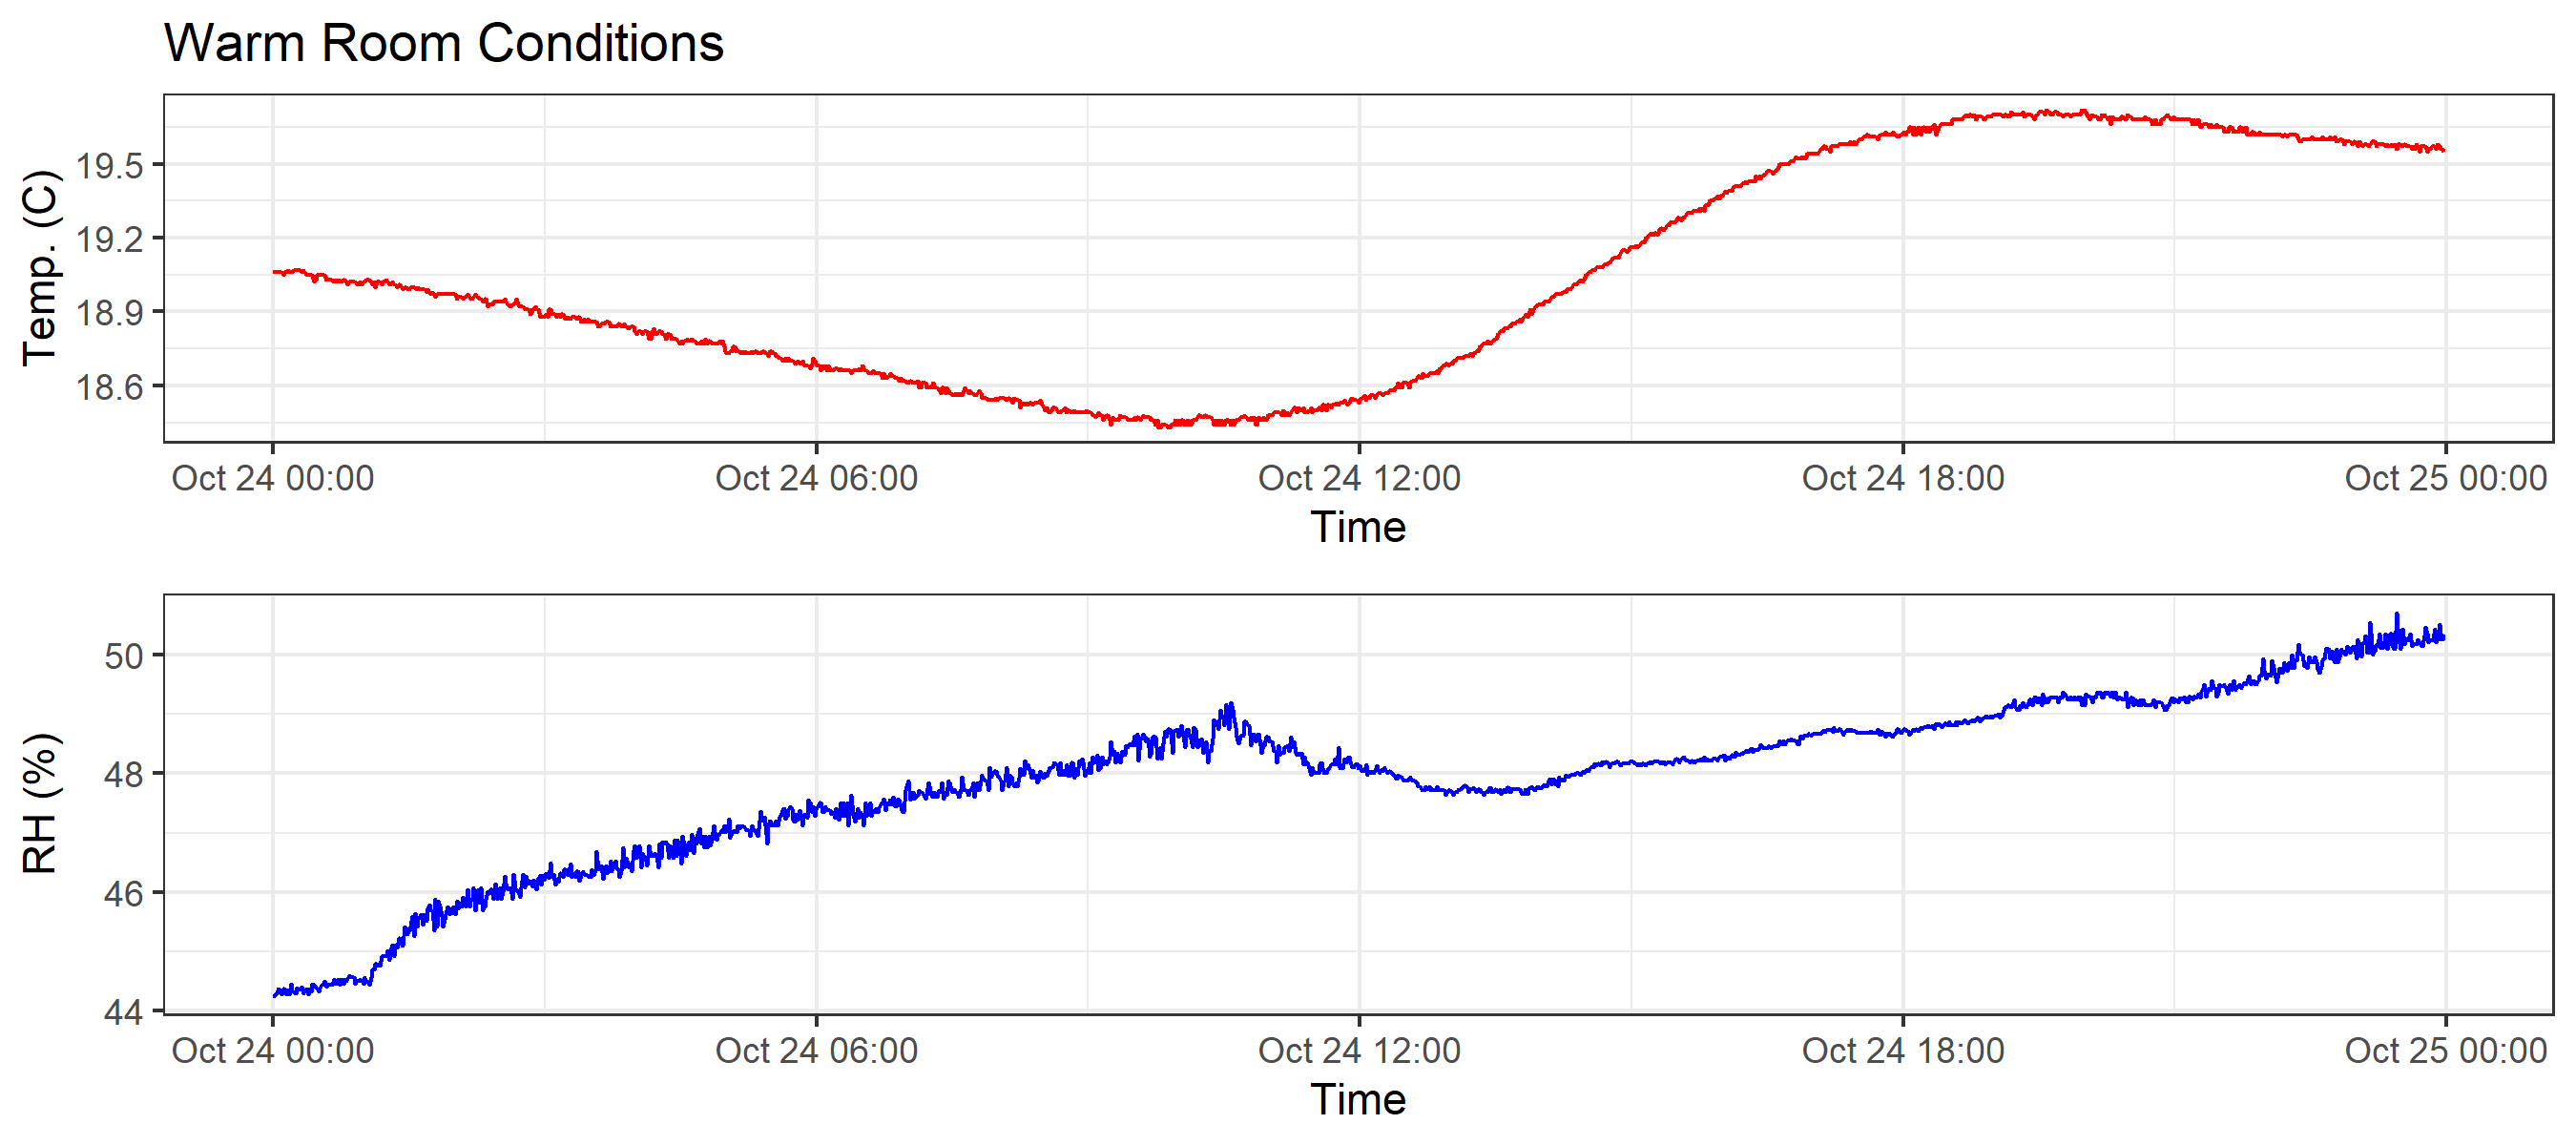 Warm Room Conditions
Temp. (C)
19.5
19.2
18.9
18.6
Oct 24 00:00 Oct 24 06:00 Oct 24 12:00 Oct 24 18:00 Oct 25 00:00
Time
RH (%)
50
48
46
44
Oct 24 00:00 Oct 24 06:00 Oct 24 12:00 Oct 24 18:00 Oct 25 00:00
Time